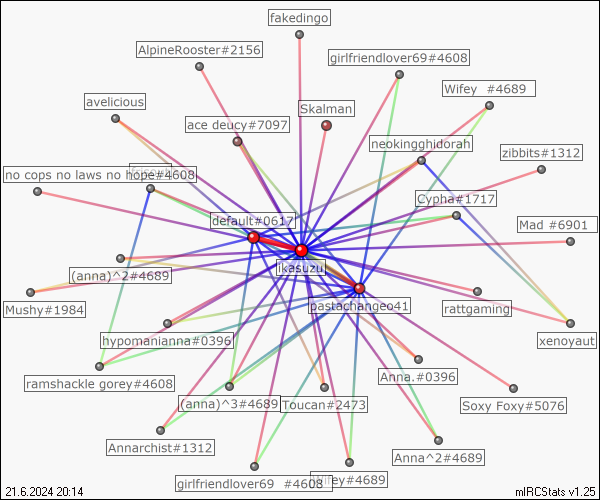 fakedingo
AlpineRooster#2156
girlfriendlover69#4608
Wifey #4689
avelicious
Skalman
ace deucy#7097
neokingghidorah
zibbits#1312
no cops no laws no hope#4608
Cypha#1717
default#0617
Mad #6901
ikasuzu
(anna)^2#4689
pastachangeo41
Mushy#1984
rattgaming
hypomanianna#0396
xenoyaut
Anna.#0396
ramshackle gorey#4608
(anna)^3#4689
Toucan#2473
Soxy Foxy#5076
Annarchist#1312
Anna^2#4689
girlfriendlover69 #4608
Wifey#4689
21.6.2024 20:14
mIRCStats v1.25